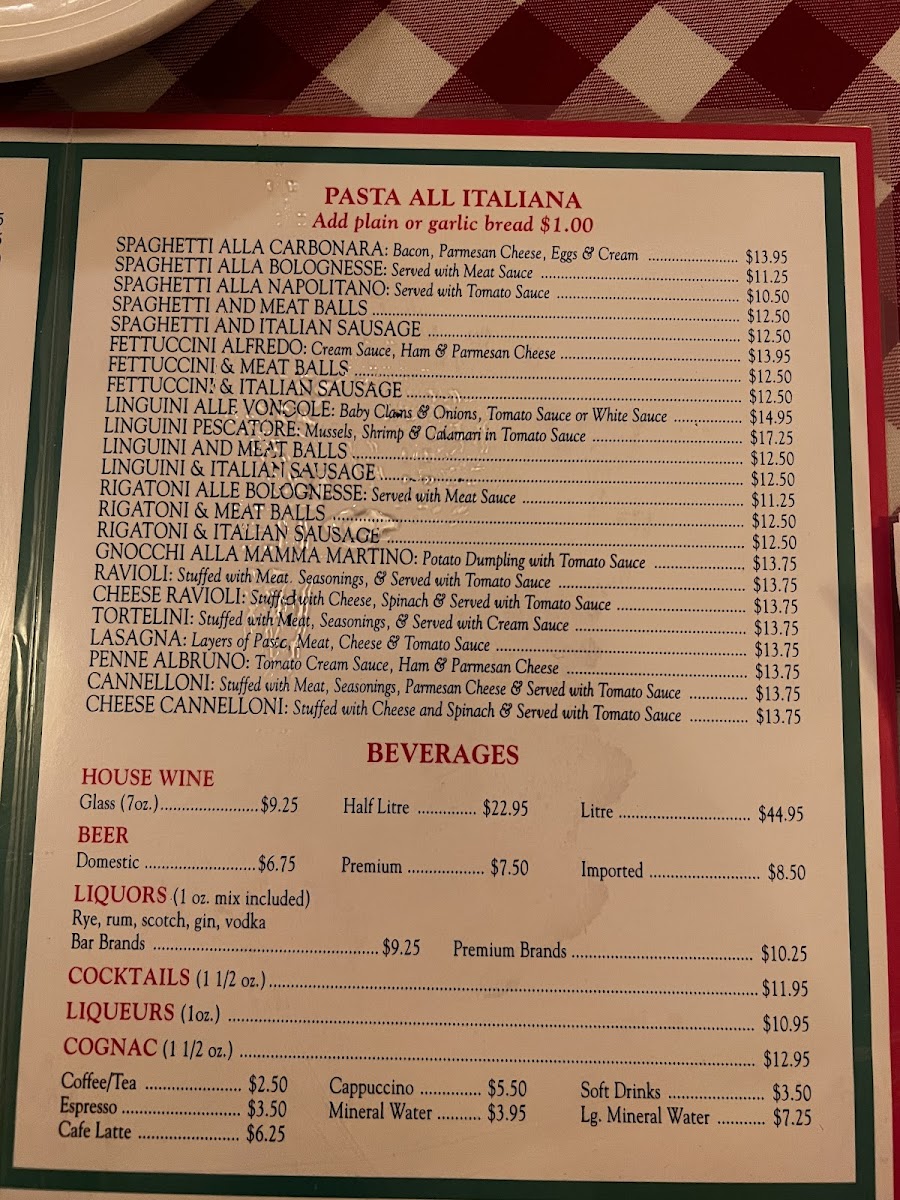 PASTA ALL ITALIANA
Add plain or garlic bread $1.00
SPAGHETTI ALLA CARBONARA: Bacon, Parmesan Cheese, Eggs & Cream ........ $13.95
SPAGHETTI ALLA BOLOGNESSE: Served with Meat Sauce ........ $11.25
SPAGHETTI ALLA NAPOLITANO: Served with Tomato Sauce ........ $10.50
SPAGHETTI AND MEAT BALLS ........ $12.50
SPAGHETTI AND ITALIAN SAUSAGE ........ $12.50
FETTUCCINI ALFREDO: Cream Sauce, Ham & Parmesan Cheese ........ $13.95
FETTUCCINI & MEAT BALLS ........ $12.50
FETTUCCINI & ITALIAN SAUSAGE ........ $12.50
LINGUINI ALLE VONGOLE: Baby Clams & Onions, Tomato Sauce or White Sauce ........ $14.95
LINGUINI PESCATORE: Mussels, Shrimp & Calamari in Tomato Sauce ........ $17.25
LINGUINI AND MEAT BALLS ........ $12.50
LINGUINI & ITALIAN SAUSAGE ........ $12.50
RIGATONI ALLE BOLOGNESSE: Served with Meat Sauce ........ $11.25
RIGATONI & MEAT BALLS ........ $12.50
RIGATONI & ITALIAN SAUSAGE ........ $12.50
GNOCCHI ALLA MAMMA MARTINO: Potato Dumpling with Tomato Sauce ........ $13.75
RAVIOLI: Stuffed with Meat, Seasonings, & Served with Tomato Sauce ........ $13.75
CHEESE RAVIOLI: Stuffed with Cheese, Spinach & Served with Tomato Sauce ........ $13.75
TORTELINI: Stuffed with Meat, Seasonings, & Served with Cream Sauce ........ $13.75
LASAGNA: Layers of Pasta, Meat, Cheese & Tomato Sauce ........ $13.75
PENNE ALBRUNO: Tomato Cream Sauce, Ham & Parmesan Cheese ........ $13.75
CANNELLONI: Stuffed with Meat, Seasonings, Parmesan Cheese & Served with Tomato Sauce ........ $13.75
CHEESE CANNELLONI: Stuffed with Cheese and Spinach & Served with Tomato Sauce ........ $13.75
BEVERAGES
HOUSE WINE
Glass (7oz.) ........ $9.25 Half Litre ........ $22.95 Litre ........ $44.95
BEER
Domestic ........ $6.75 Premium ........ $7.50 Imported ........ $8.50
LIQUORS (1 oz. mix included)
Rye, rum, scotch, gin, vodka
Bar Brands ........ $9.25 Premium Brands ........ $10.25
COCKTAILS (1 1/2 oz.) ........ $11.95
LIQUEURS (1oz.) ........ $10.95
COGNAC (1 1/2 oz.) ........ $12.95
Coffee/Tea ........ $2.50 Cappuccino ........ $5.50 Soft Drinks ........ $3.50
Espresso ........ $3.50 Mineral Water ........ $3.95 Lg. Mineral Water ........ $7.25
Cafe Latte ........ $6.25